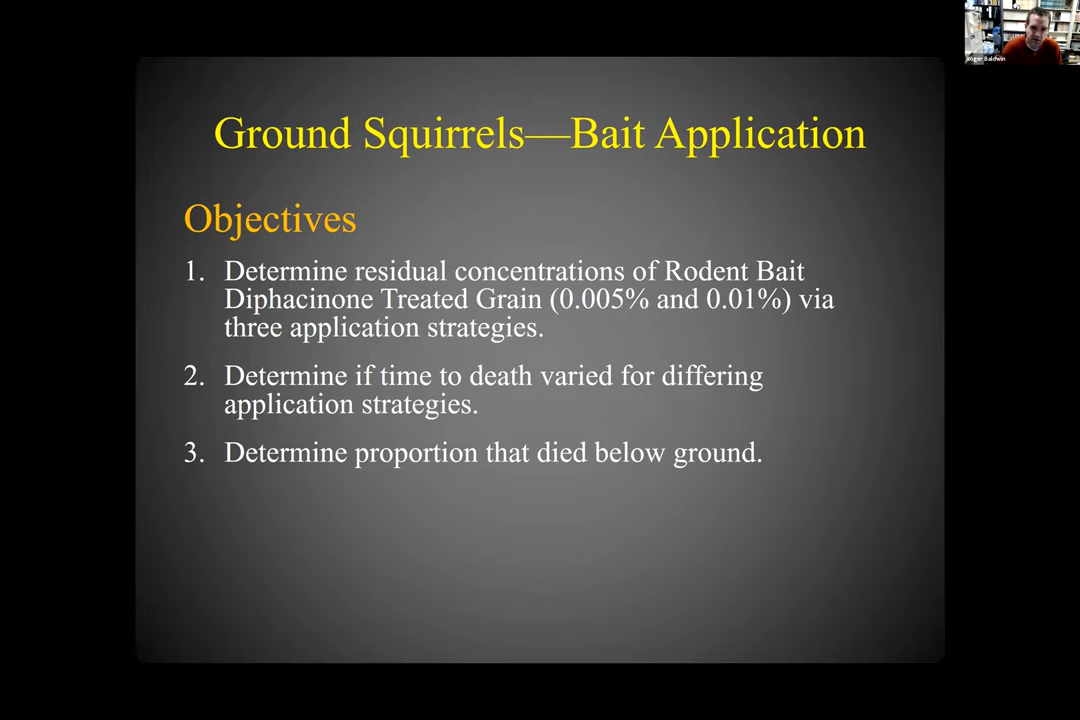 Roger Baldwin
Ground Squirrels—Bait Application
Objectives
1. Determine residual concentrations of Rodent Bait
Diphacinone Treated Grain (0.005% and 0.01%) via
three application strategies.
2. Determine if time to death varied for differing
application strategies.
3. Determine proportion that died below ground.